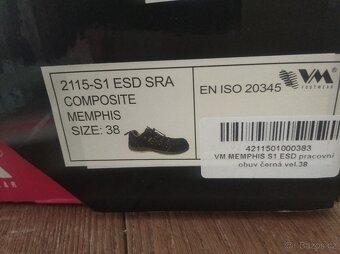 2115-S1 ESD SRA
COMPOSITE
MEMPHIS
SIZE: 38
EN ISO 20345
VM
FOOTWEAR
4211501000383
VM MEMPHIS S1 ESD pracovní
obuv černá vel.38